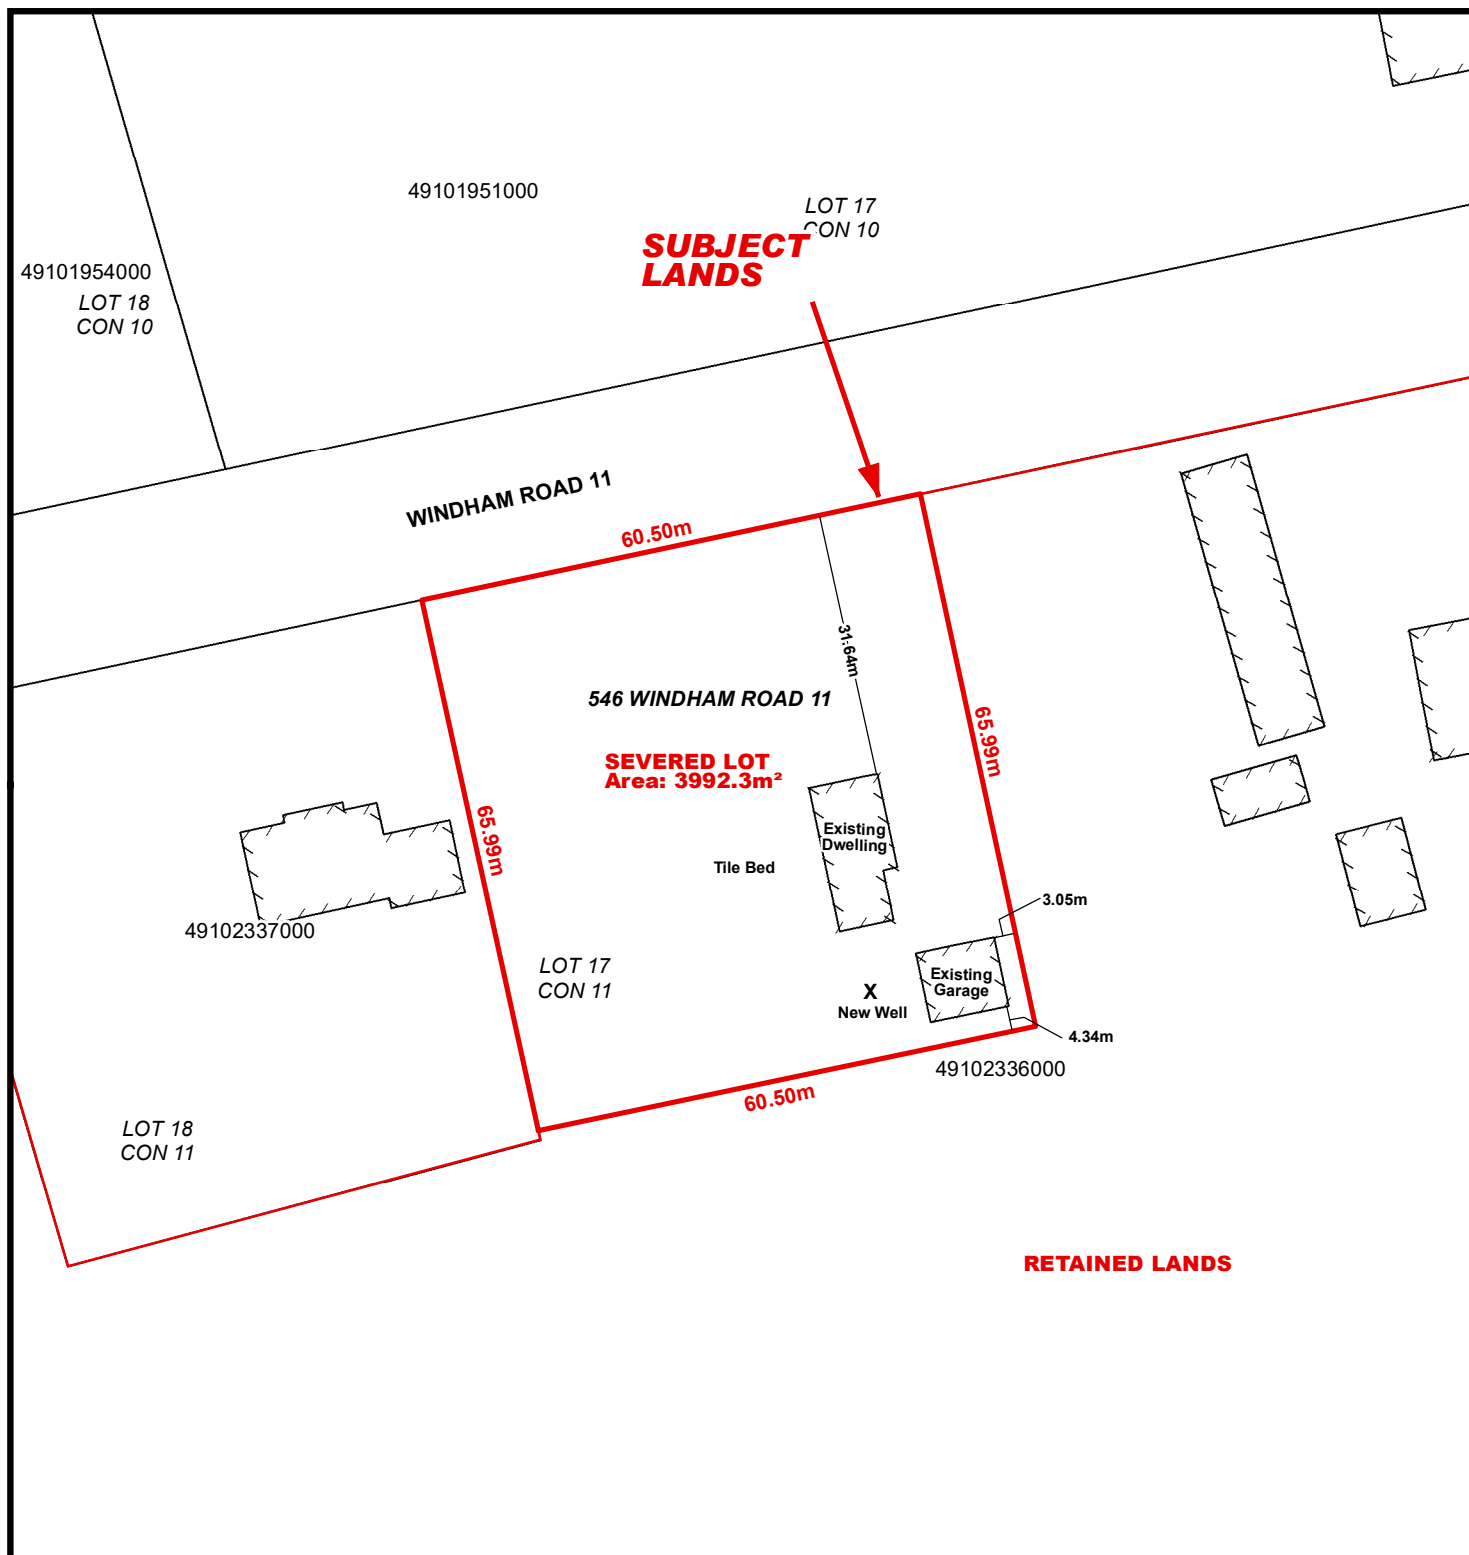 49101951000
LOT 17
CON 10
SUBJECT
LANDS
49101954000
LOT 18
CON 10
WINDHAM ROAD 11
60.50m
31.64m
546 WINDHAM ROAD 11
65.99m
SEVERED LOT
Area: 3992.3m²
65.99m
Existing
Dwelling
Tile Bed
3.05m
49102337000
LOT 17
CON 11
Existing
Garage
X
New Well
4.34m
49102336000
60.50m
LOT 18
CON 11
RETAINED LANDS